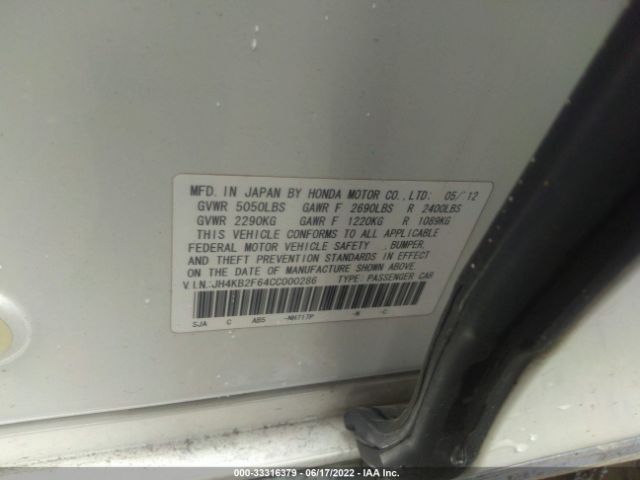 MFD. IN JAPAN BY HONDA MOTOR CO., LTD. 05/'12
GVWR 5050LBS GAWR F 2690LBS R 2400LBS
GVWR 2290KG GAWR F 1220KG R 1089KG
THIS VEHICLE CONFORMS TO ALL APPLICABLE
FEDERAL MOTOR VEHICLE SAFETY , BUMPER,
AND THEFT PREVENTION STANDARDS IN EFFECT
ON THE DATE OF MANUFACTURE SHOWN ABOVE.
V.I.N.:JH4KB2F64CC000286 TYPE: PASSENGER CAR
SJA C AB5 -NH717P -K -C
000-33316379 - 06/17/2022 - IAA Inc.